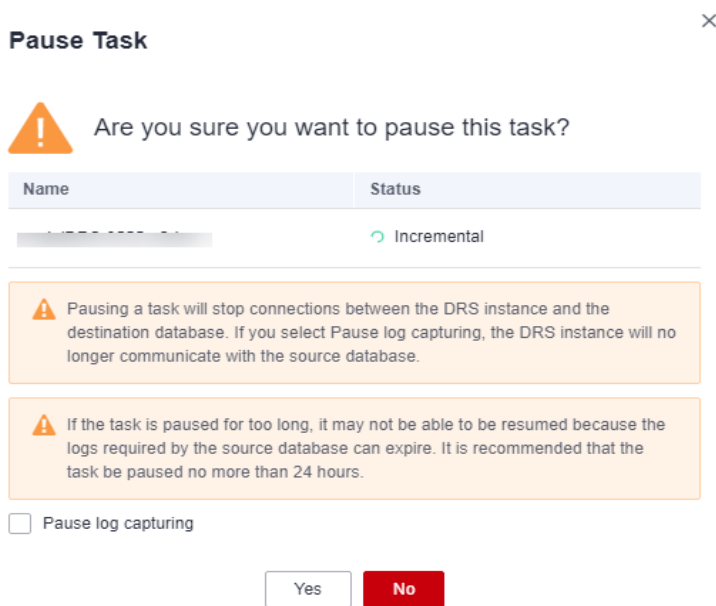 Pause Task
Are you sure you want to pause this task?
Name Status
Incremental
Pausing a task will stop connections between the DRS instance and the
destination database. If you select Pause log capturing, the DRS instance will no
longer communicate with the source database.
If the task is paused for too long, it may not be able to be resumed because the
logs required by the source database can expire. It is recommended that the
task be paused no more than 24 hours.
Pause log capturing
Yes No